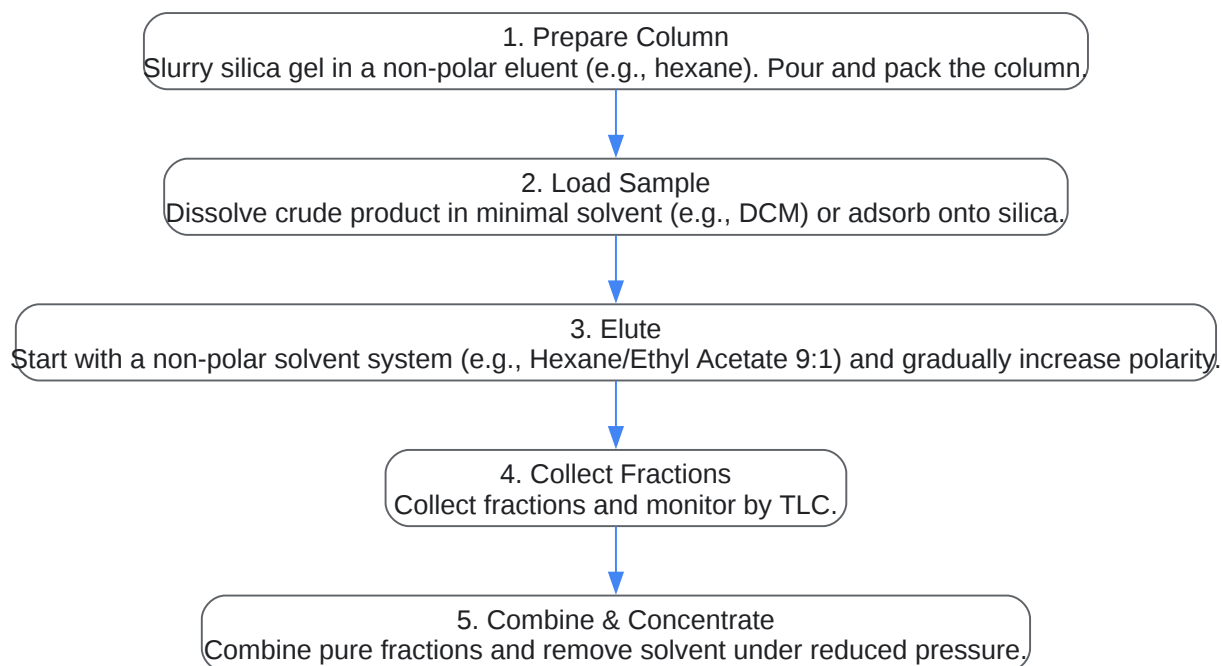 1. Prepare Column
Slurry silica gel in a non-polar eluent (e.g., hexane). Pour and pack the column.
2. Load Sample
Dissolve crude product in minimal solvent (e.g., DCM) or adsorb onto silica.
3. Elute
Start with a non-polar solvent system (e.g., Hexane/Ethyl Acetate 9:1) and gradually increase polarity.
4. Collect Fractions
Collect fractions and monitor by TLC.
5. Combine & Concentrate
Combine pure fractions and remove solvent under reduced pressure.